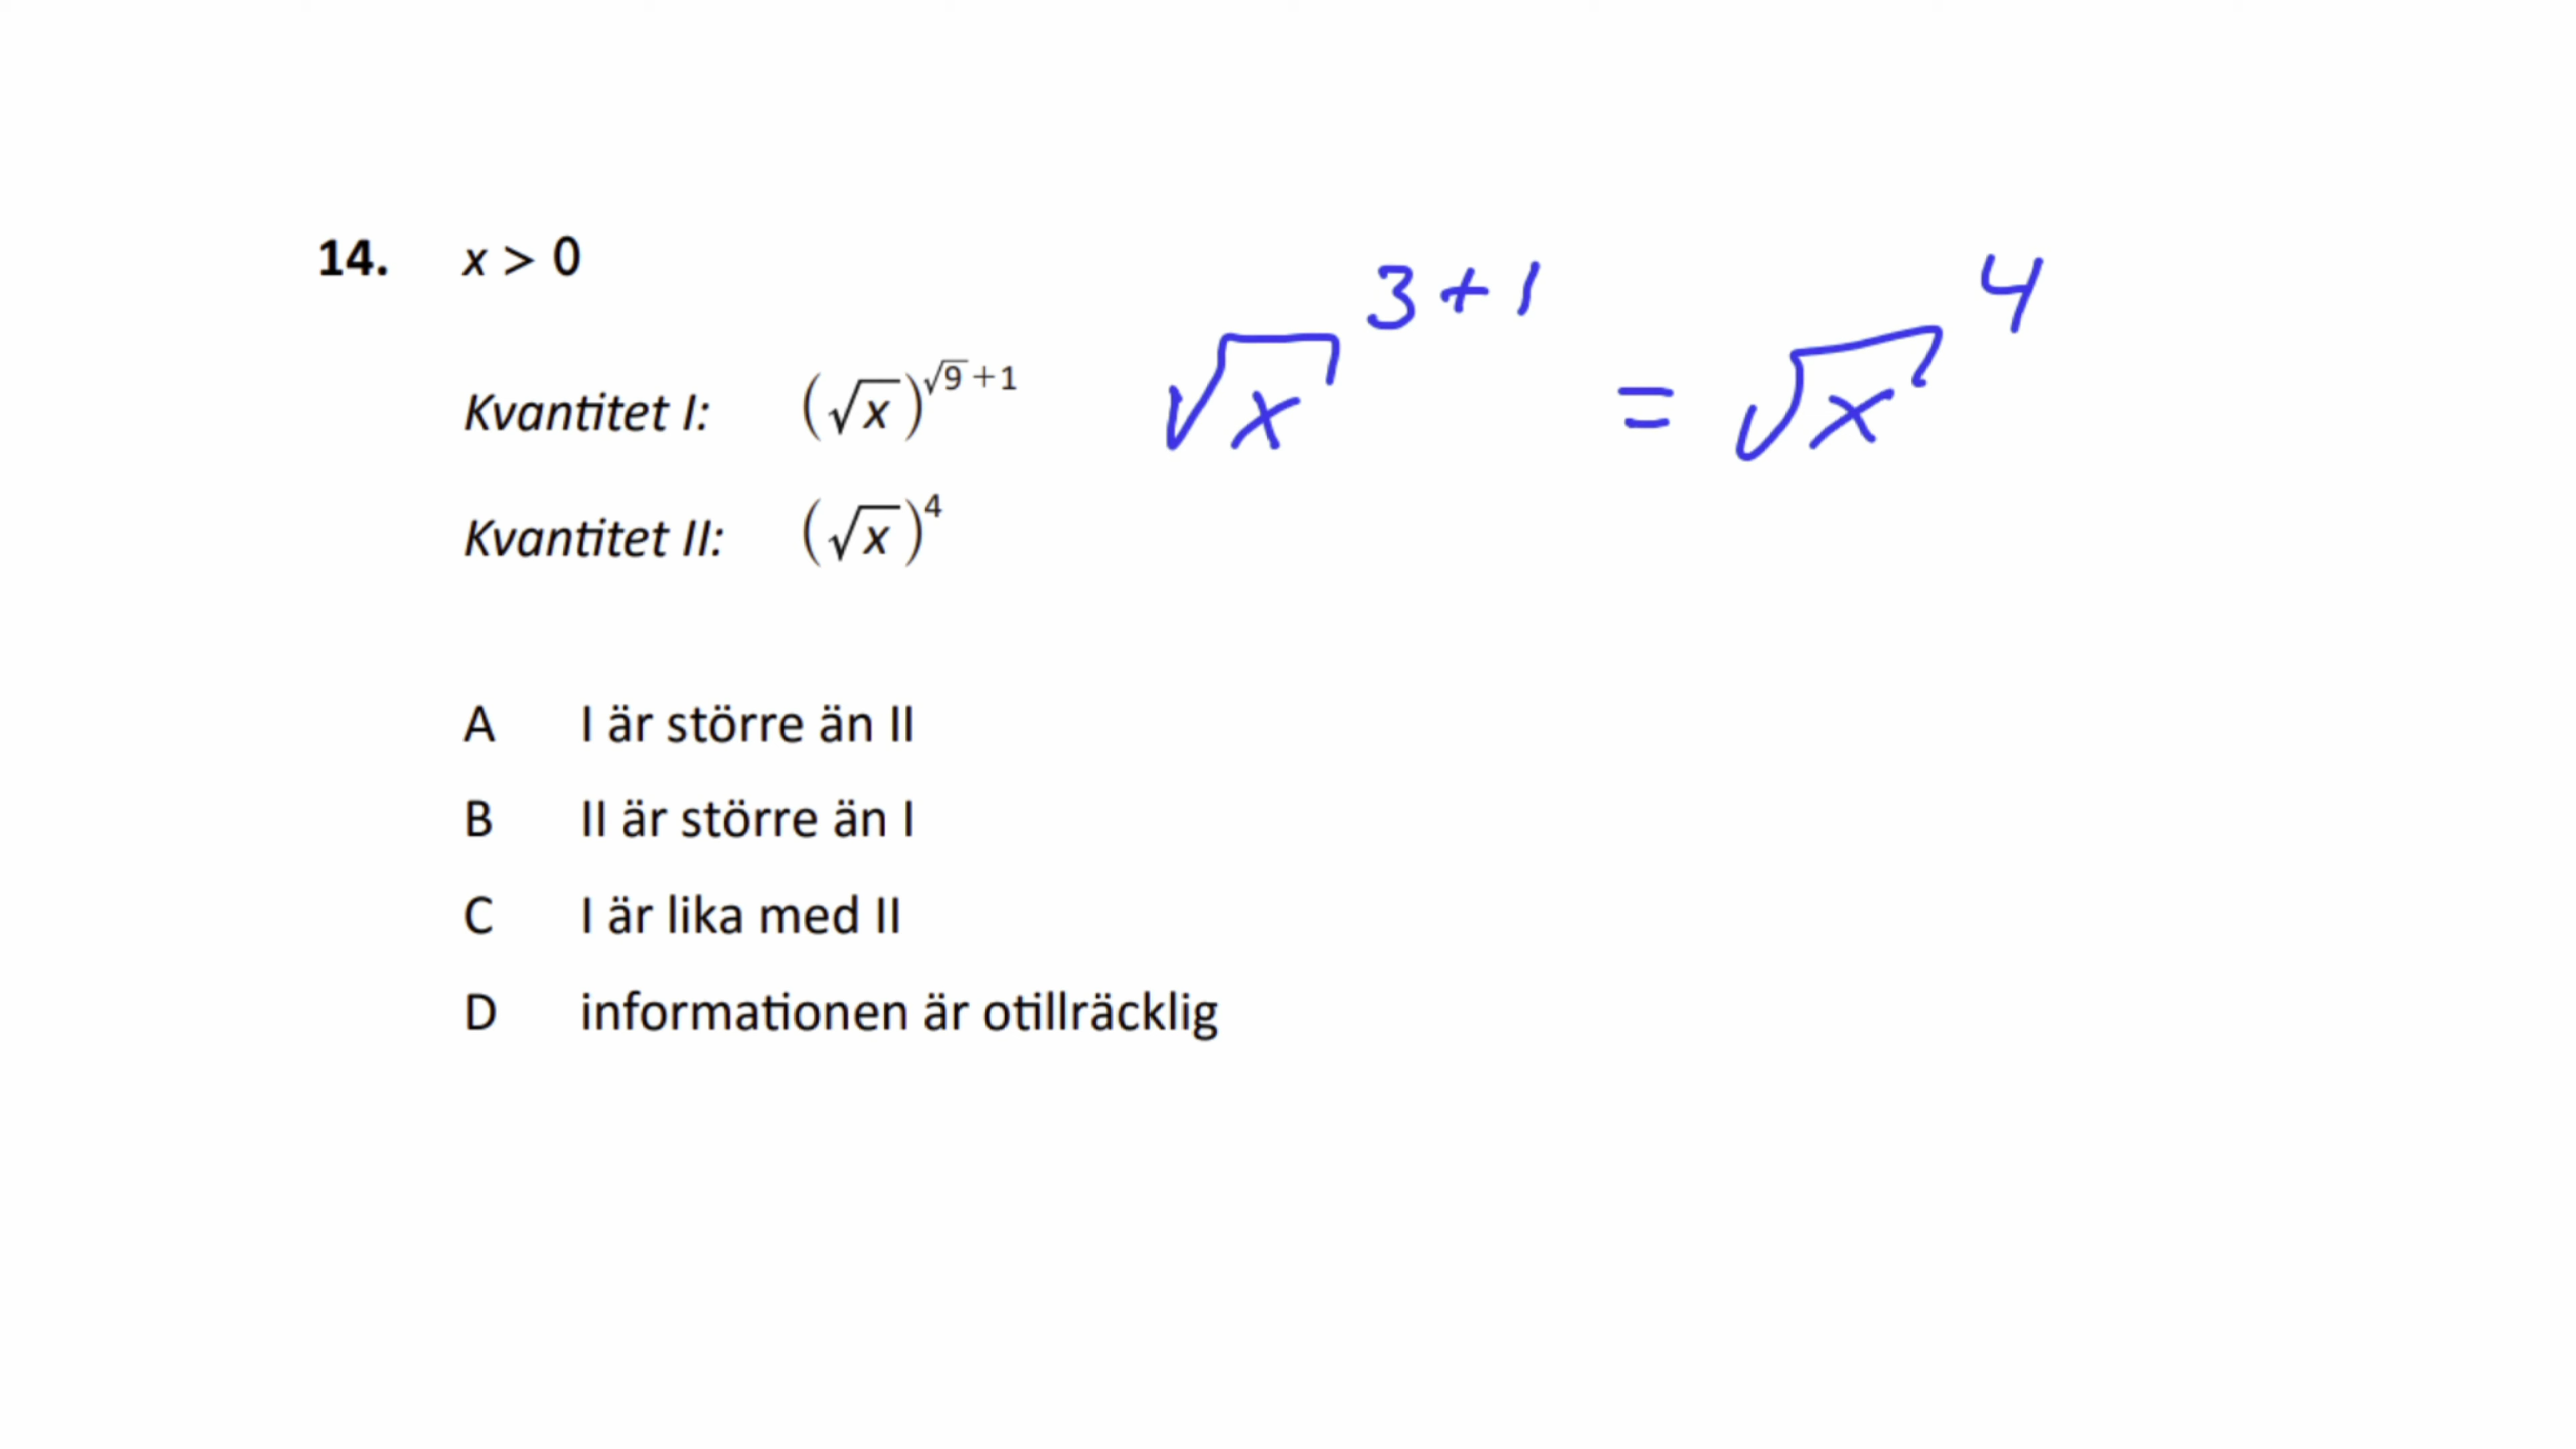 14. x > 0
Kvantitet I: (√x)^(√9+1) √x^(3+1) = √x^4
Kvantitet II: (√x)^4
A I är större än II
B II är större än I
C I är lika med II
D informationen är otillräcklig